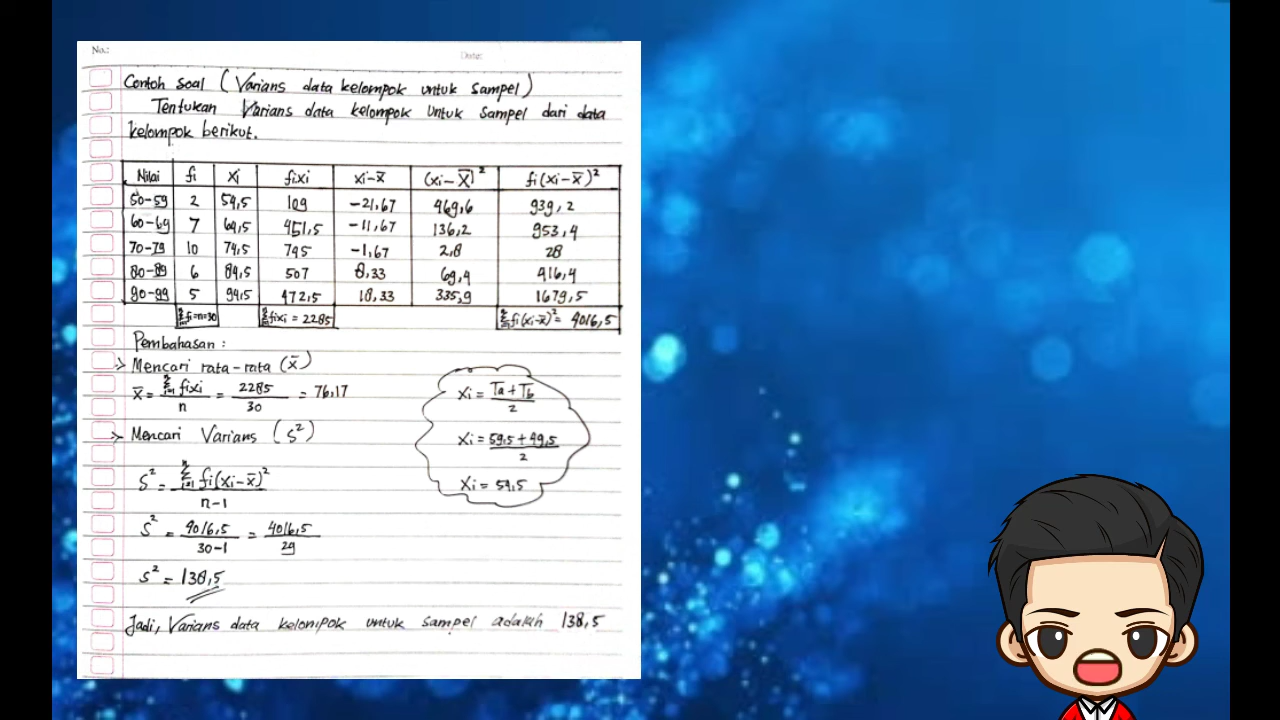 No.:
Date:
Contoh soal (Varians data kelompok untuk sampel)
Tentukan Varians data kelompok untuk sampel dari data
kelompok berikut.
Nilai fi xi fixi xi-x̄ (xi-x̄)² fi(xi-x̄)²
50-59 2 54,5 109 -21,67 469,6 939,2
60-69 7 64,5 451,5 -11,67 136,2 953,4
70-79 10 74,5 745 -1,67 2,8 28
80-89 6 84,5 507 8,33 69,4 416,4
90-99 5 94,5 472,5 18,33 335,9 1679,5
Σfi=n=30 Σfixi = 2285 Σfi(xi-x̄)² = 4016,5
Pembahasan :
-> Mencari rata-rata (x̄)
x̄ = Σfixi / n = 2285 / 30 = 76,17
-> Mencari Varians (s²)
s² = Σfi(xi-x̄)² / n-1
s² = 4016,5 / 30-1 = 4016,5 / 29
s² = 138,5
Jadi, Varians data kelompok untuk sampel adalah 138,5
xi = Ta + Tb / 2
xi = 59,5 + 49,5 / 2
xi = 54,5